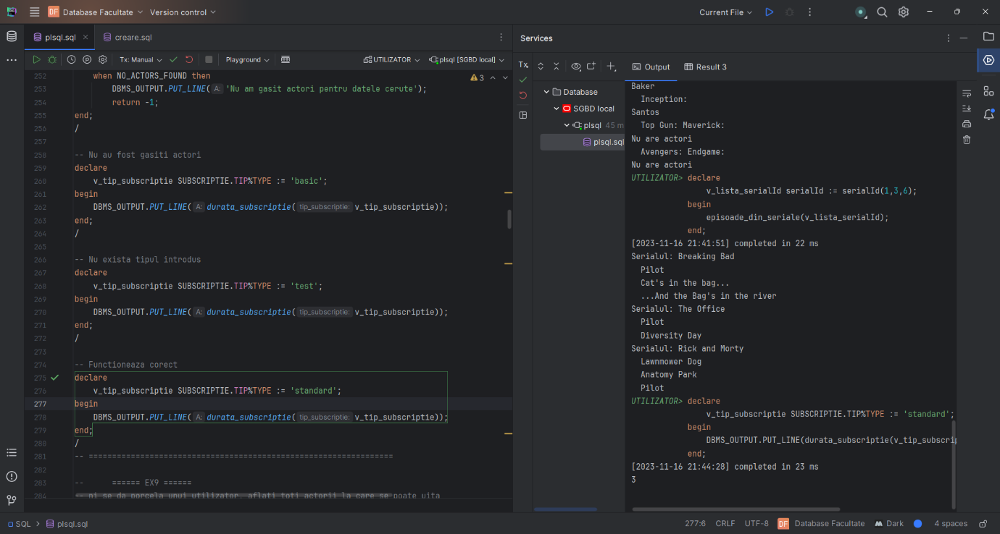 DF Database Facultate Version control Current File
plsql.sql creare.sql
Services
Tx: Manual Playground UTILIZATOR plsql [SGBD local]
252 when NO_ACTORS_FOUND then
253 DBMS_OUTPUT.PUT_LINE( A: 'Nu am gasit actori pentru datele cerute');
254 return -1;
255 end;
256 /
257
258 -- Nu au fost gasiti actori
259 declare
260 v_tip_subscriptie SUBSCRIPTIE.TIP%TYPE := 'basic';
261 begin
262 DBMS_OUTPUT.PUT_LINE( A: durata_subscriptie( tip_subscriptie: v_tip_subscriptie));
263 end;
264 /
265
266 -- Nu exista tipul introdus
267 declare
268 v_tip_subscriptie SUBSCRIPTIE.TIP%TYPE := 'test';
269 begin
270 DBMS_OUTPUT.PUT_LINE( A: durata_subscriptie( tip_subscriptie: v_tip_subscriptie));
271 end;
272 /
273
274 -- Functioneaza corect
275 declare
276 v_tip_subscriptie SUBSCRIPTIE.TIP%TYPE := 'standard';
277 begin
278 DBMS_OUTPUT.PUT_LINE( A: durata_subscriptie( tip_subscriptie: v_tip_subscriptie));
279 end;
280 /
281 -- =================================================================
282
283 -- ====== EX9 ======
284 -- ni se da porcela unui utilizator, aflati toti actorii la care se poate uita
3
Tx
Database
SGBD local
plsql 45 m
plsql.sql
Output Result 3
Baker
Inception:
Santos
Top Gun: Maverick:
Nu are actori
Avengers: Endgame:
Nu are actori
UTILIZATOR> declare
v_lista_serialId serialId := serialId(1,3,6);
begin
episoade_din_seriale(v_lista_serialId);
end;
[2023-11-16 21:41:51] completed in 22 ms
Serialul: Breaking Bad
Pilot
Cat's in the bag...
...And the Bag's in the river
Serialul: The Office
Pilot
Diversity Day
Serialul: Rick and Morty
Lawnmower Dog
Anatomy Park
Pilot
UTILIZATOR> declare
v_tip_subscriptie SUBSCRIPTIE.TIP%TYPE := 'standard';
begin
DBMS_OUTPUT.PUT_LINE(durata_subscriptie(v_tip_subscrip
end;
[2023-11-16 21:44:28] completed in 23 ms
3
SQL plsql.sql 277:6 CRLF UTF-8 DF Database Facultate Dark 4 spaces